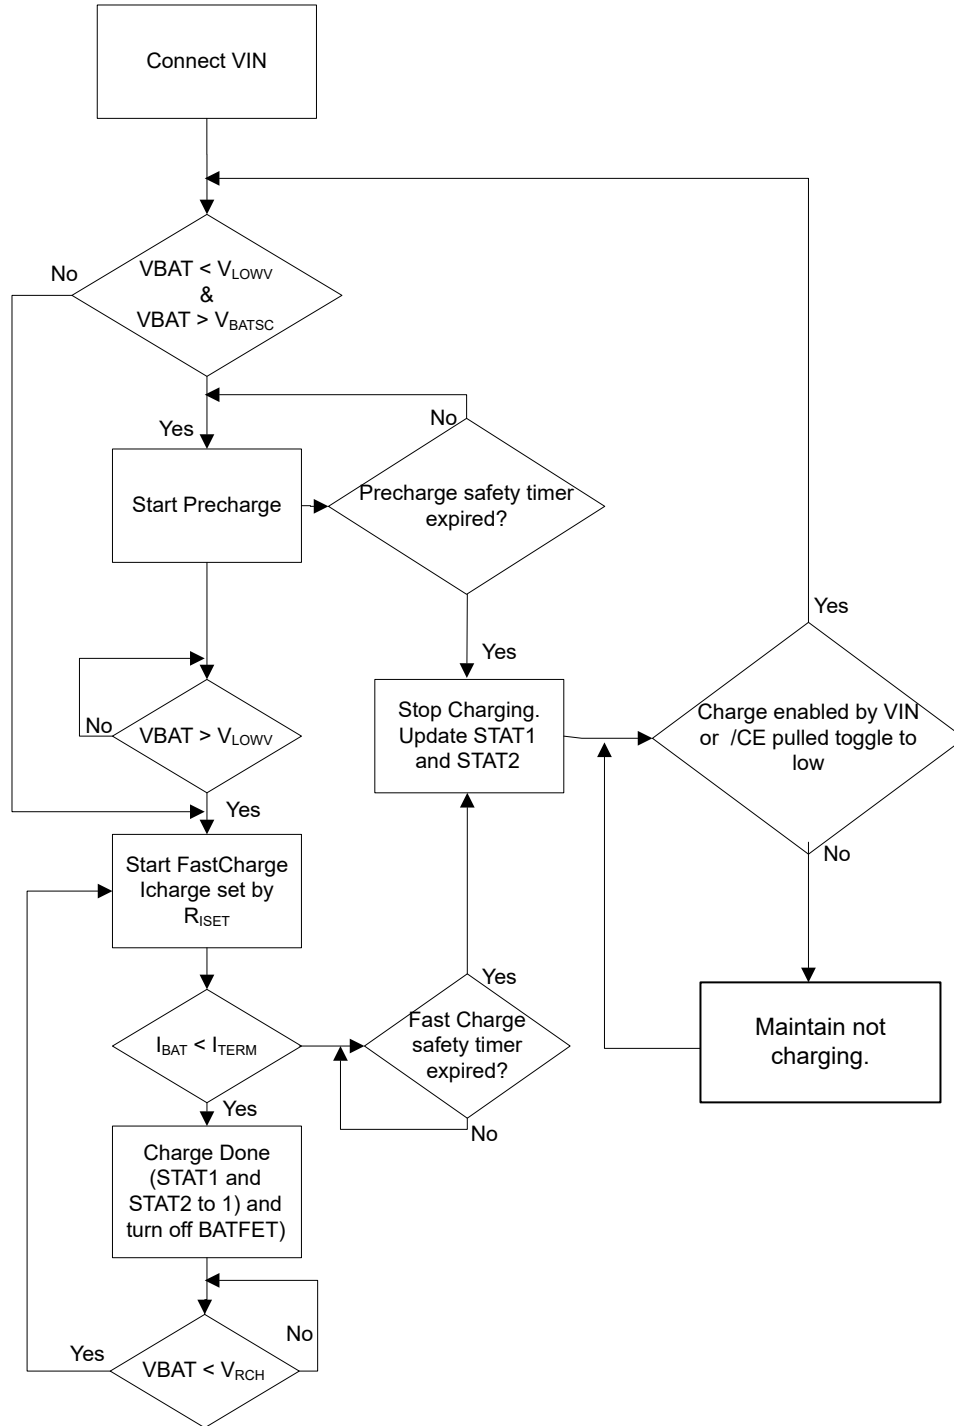 Connect VIN
No
VBAT < VLOWV
&
VBAT > VBATSC
No
Yes
Start Precharge
Precharge safety timer
expired?
Yes
Yes
No
VBAT > VLOWV
Stop Charging.
Update STAT1
and STAT2
Charge enabled by VIN
or /CE pulled toggle to
low
Yes
No
Start FastCharge
Icharge set by
RISET
Yes
IBAT < ITERM
Fast Charge
safety timer
expired?
Maintain not
charging.
Yes
No
Charge Done
(STAT1 and
STAT2 to 1) and
turn off BATFET)
No
Yes
VBAT < VRCH